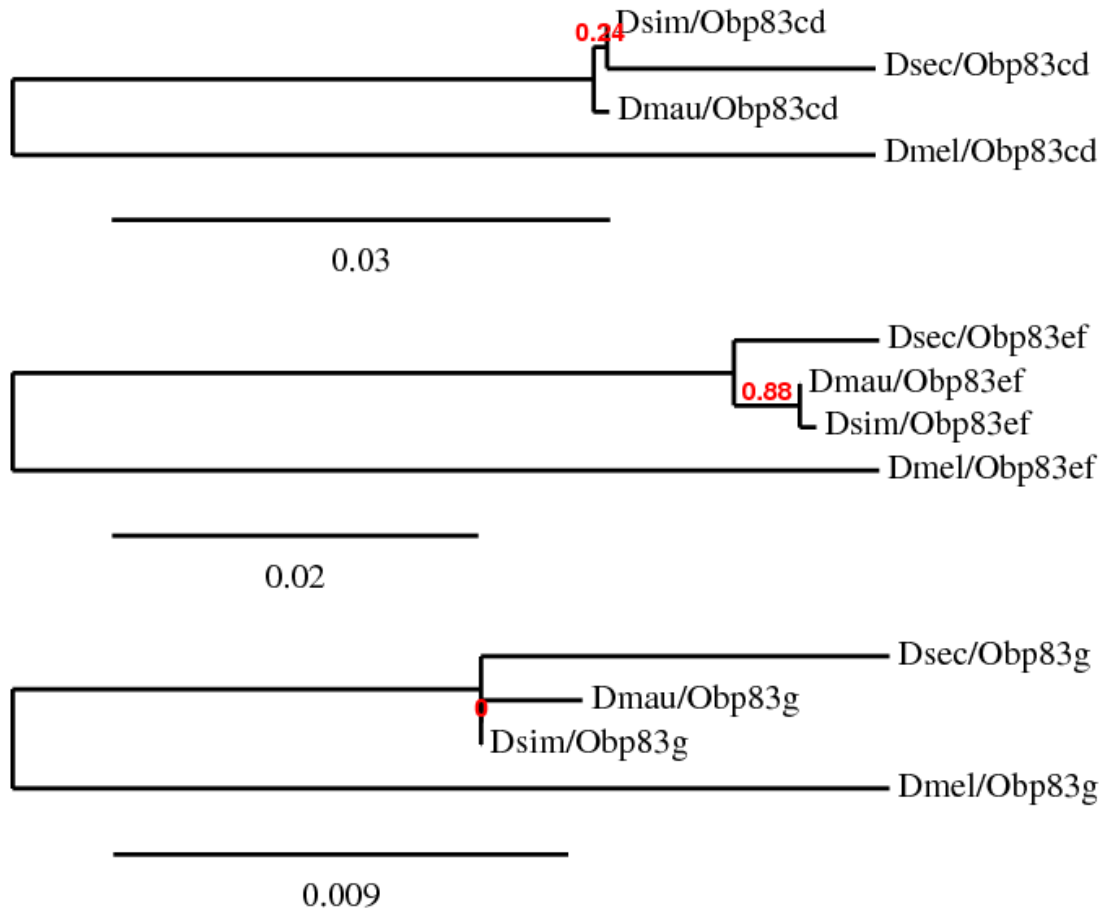 Dsim/Obp83cd
0.24
Dsec/Obp83cd
Dmau/Obp83cd
Dmel/Obp83cd
0.03
Dsec/Obp83ef
Dmau/Obp83ef
0.88
Dsim/Obp83ef
Dmel/Obp83ef
0.02
Dsec/Obp83g
Dmau/Obp83g
0
Dsim/Obp83g
Dmel/Obp83g
0.009